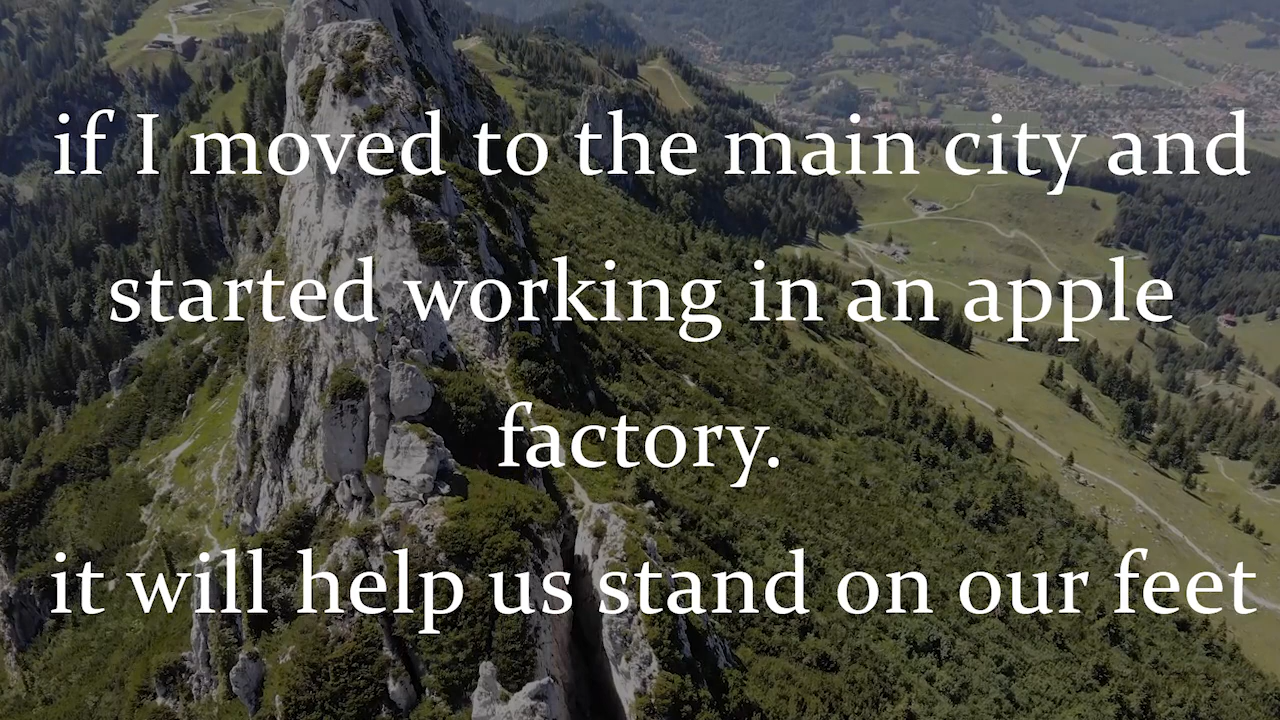 if I moved to the main city and
started working in an apple
factory.
it will help us stand on our feet